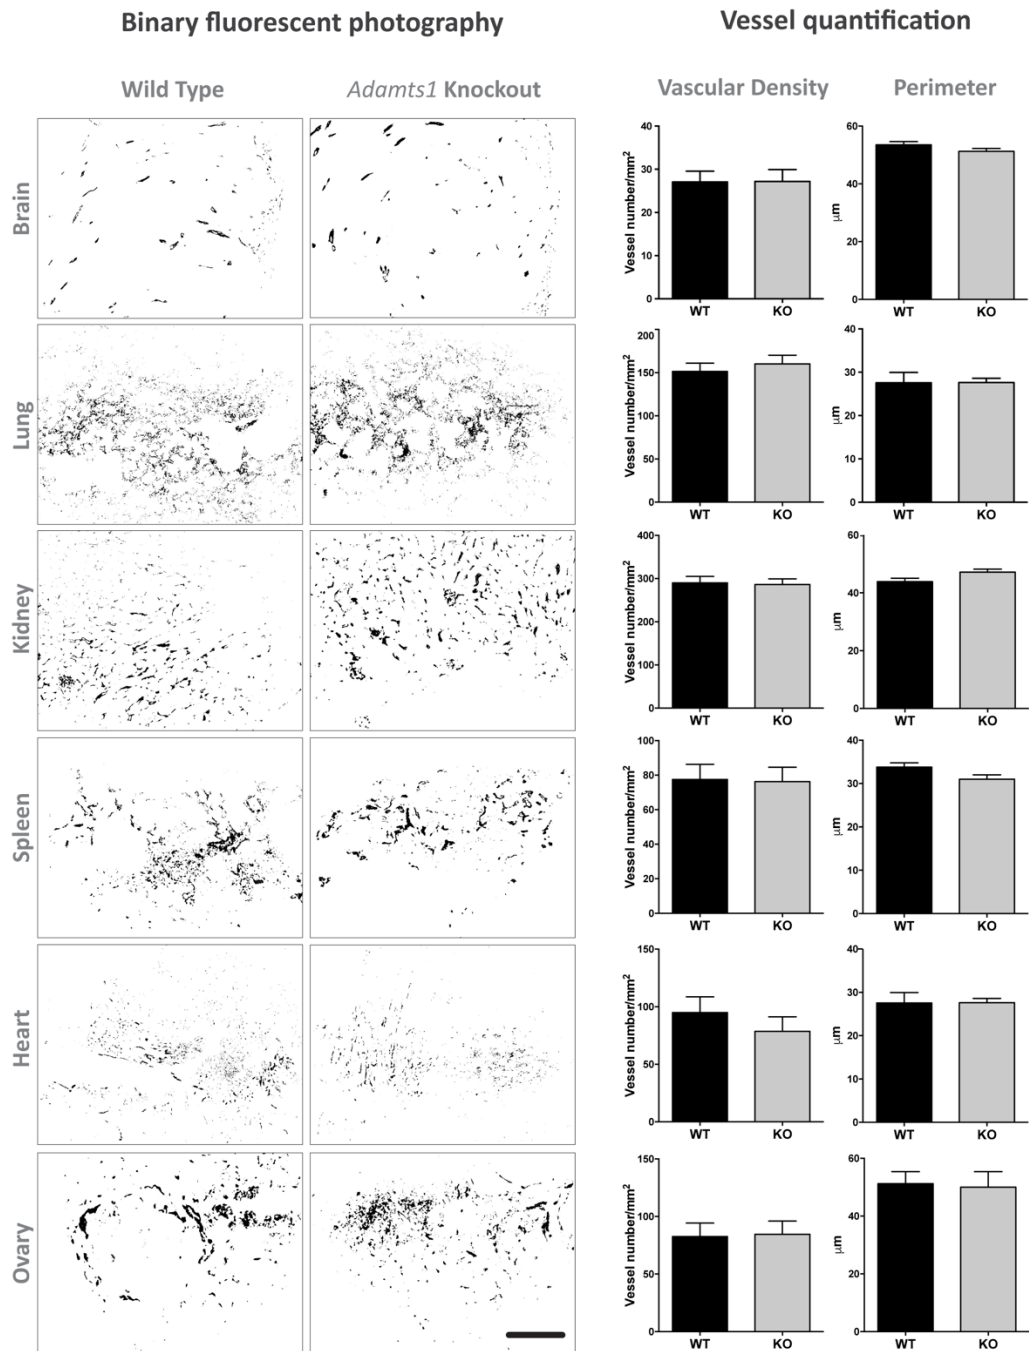 Binary fluorescent photography
Vessel quantification
Wild Type
Adamts1 Knockout
Vascular Density
Perimeter
Brain
Vessel number/mm²
40
30
20
10
0
WT KO
μm
60
40
20
0
WT KO
Lung
Vessel number/mm²
200
150
100
50
0
WT KO
μm
40
30
20
10
0
WT KO
Kidney
Vessel number/mm²
400
300
200
100
0
WT KO
μm
60
40
20
0
WT KO
Spleen
Vessel number/mm²
100
80
60
40
20
0
WT KO
μm
40
30
20
10
0
WT KO
Heart
Vessel number/mm²
150
100
50
0
WT KO
μm
40
30
20
10
0
WT KO
Ovary
Vessel number/mm²
150
100
50
0
WT KO
μm
60
40
20
0
WT KO